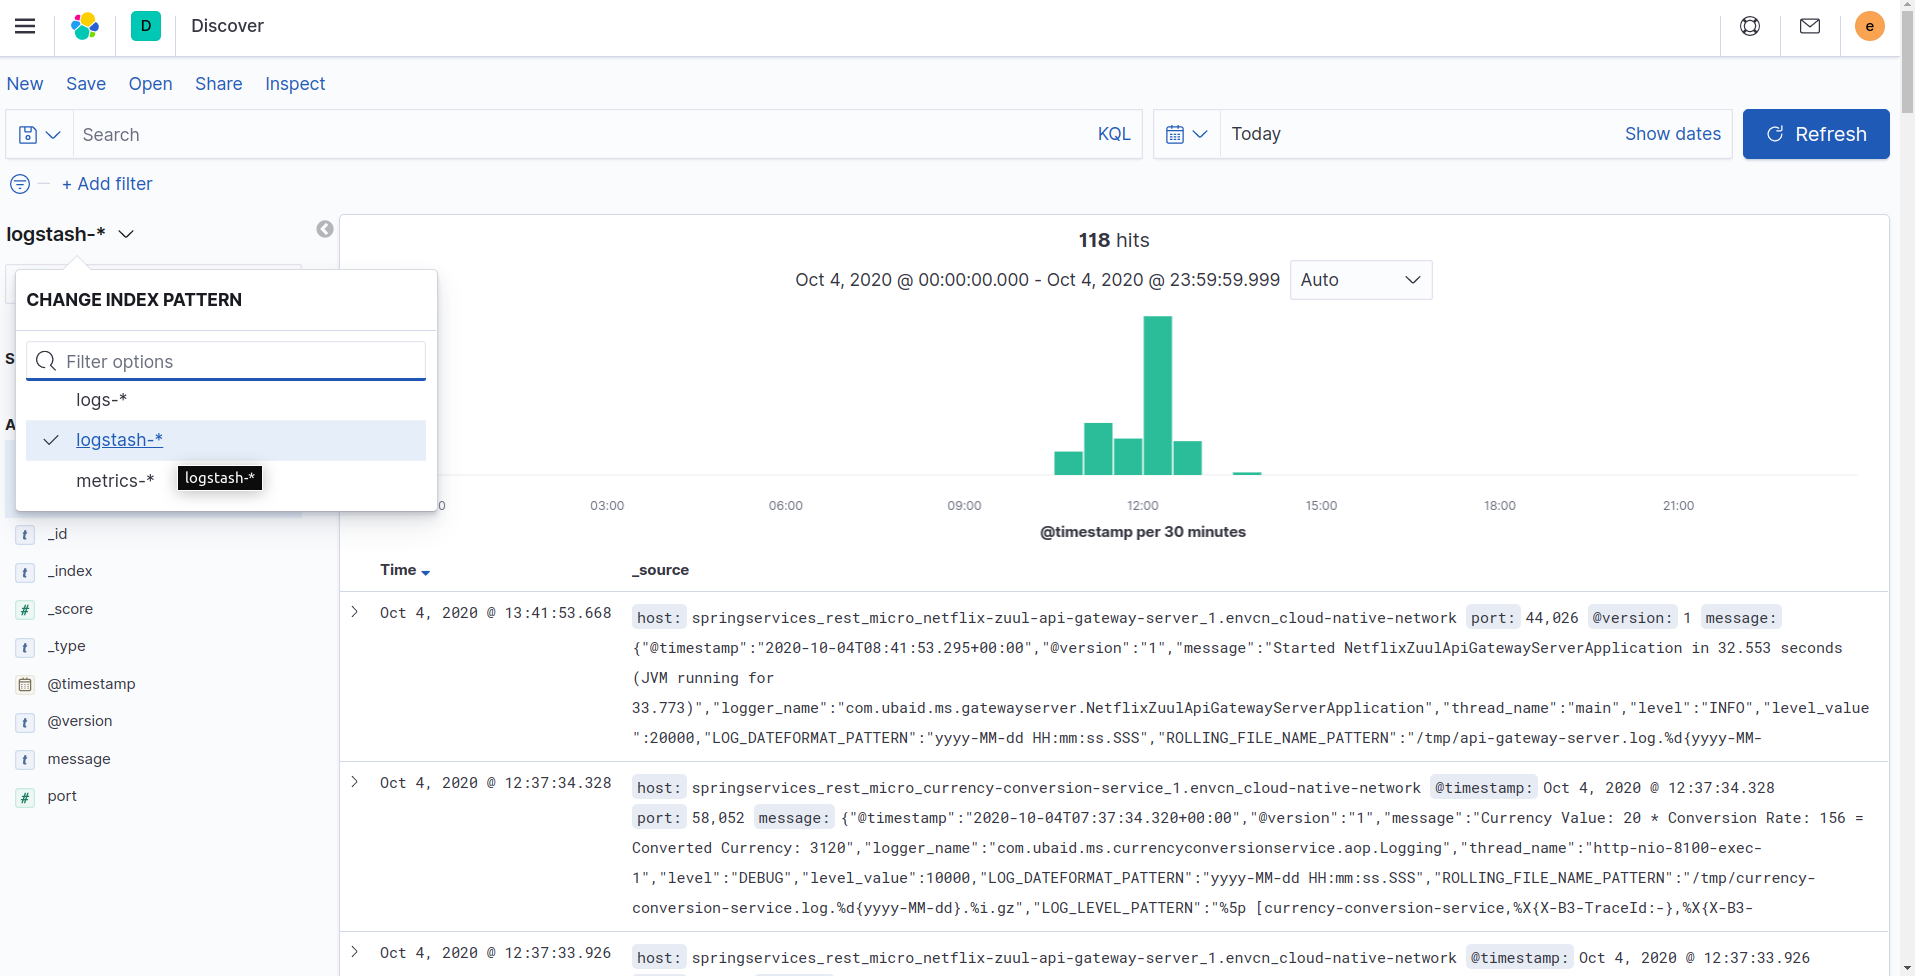 D Discover e
New Save Open Share Inspect
Search KQL Today Show dates Refresh
+ Add filter
logstash-*
118 hits
Oct 4, 2020 @ 00:00:00.000 - Oct 4, 2020 @ 23:59:59.999 Auto
CHANGE INDEX PATTERN
Filter options
logs-*
logstash-*
metrics-*
logstash-*
S
A
0 03:00 06:00 09:00 12:00 15:00 18:00 21:00
@timestamp per 30 minutes
t _id
t _index
# _score
t _type
@timestamp
t @version
t message
# port
Time _source
Oct 4, 2020 @ 13:41:53.668 host: springservices_rest_micro_netflix-zuul-api-gateway-server_1.envcn_cloud-native-network port: 44,026 @version: 1 message:
{"@timestamp":"2020-10-04T08:41:53.295+00:00","@version":"1","message":"Started NetflixZuulApiGatewayServerApplication in 32.553 seconds
(JVM running for
33.773)","logger_name":"com.ubaid.ms.gatewayserver.NetflixZuulApiGatewayServerApplication","thread_name":"main","level":"INFO","level_value
":20000,"LOG_DATEFORMAT_PATTERN":"yyyy-MM-dd HH:mm:ss.SSS","ROLLING_FILE_NAME_PATTERN":"/tmp/api-gateway-server.log.%d{yyyy-MM-
Oct 4, 2020 @ 12:37:34.328 host: springservices_rest_micro_currency-conversion-service_1.envcn_cloud-native-network @timestamp: Oct 4, 2020 @ 12:37:34.328
port: 58,052 message: {"@timestamp":"2020-10-04T07:37:34.320+00:00","@version":"1","message":"Currency Value: 20 * Conversion Rate: 156 =
Converted Currency: 3120","logger_name":"com.ubaid.ms.currencyconversionservice.aop.Logging","thread_name":"http-nio-8100-exec-
1","level":"DEBUG","level_value":10000,"LOG_DATEFORMAT_PATTERN":"yyyy-MM-dd HH:mm:ss.SSS","ROLLING_FILE_NAME_PATTERN":"/tmp/currency-
conversion-service.log.%d{yyyy-MM-dd}.%i.gz","LOG_LEVEL_PATTERN":"%5p [currency-conversion-service,%X{X-B3-TraceId:-},%X{X-B3-
Oct 4, 2020 @ 12:37:33.926 host: springservices_rest_micro_netflix-zuul-api-gateway-server_1.envcn_cloud-native-network @timestamp: Oct 4, 2020 @ 12:37:33.926